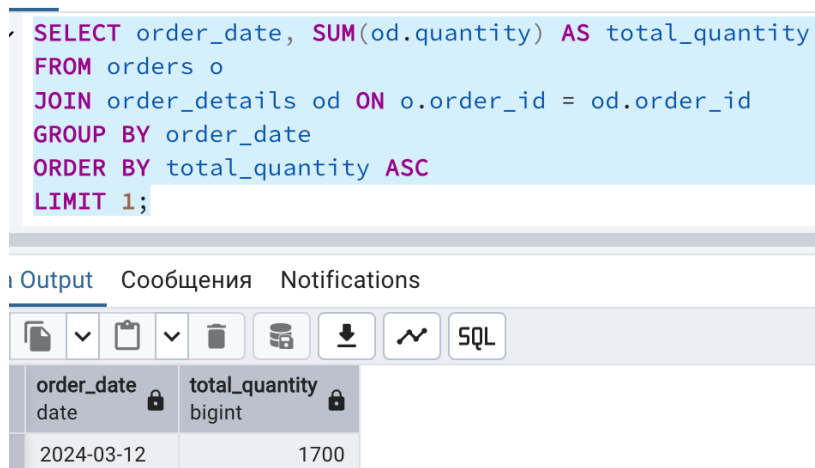 SELECT order_date, SUM(od.quantity) AS total_quantity
FROM orders o
JOIN order_details od ON o.order_id = od.order_id
GROUP BY order_date
ORDER BY total_quantity ASC
LIMIT 1;
Output Сообщения Notifications
SQL
order_date total_quantity
date bigint
2024-03-12 1700